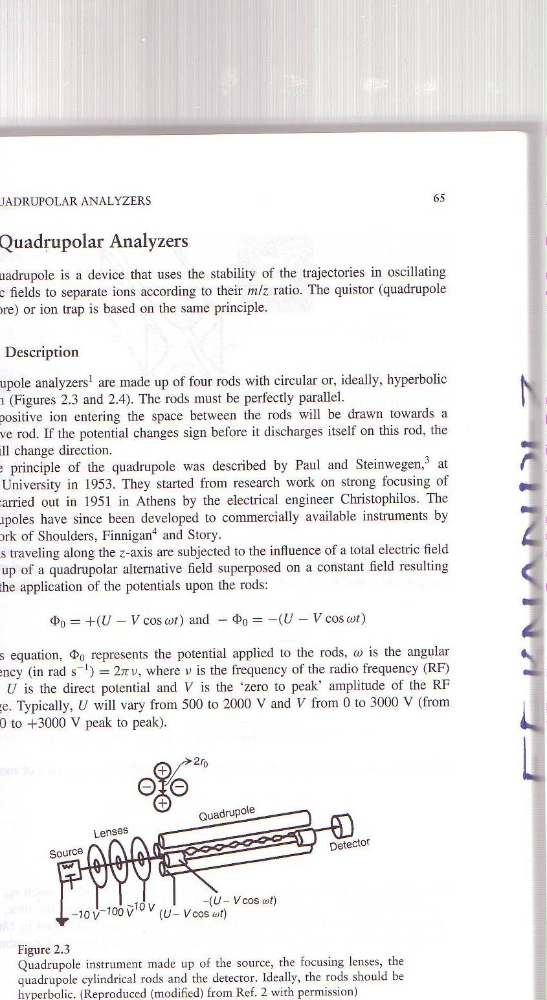 UADRUPOLAR ANALYZERS 65
Quadrupolar Analyzers
uadrupole is a device that uses the stability of the trajectories in oscillating
c fields to separate ions according to their m/z ratio. The quistor (quadrupole
ore) or ion trap is based on the same principle.
Description
upole analyzers¹ are made up of four rods with circular or, ideally, hyperbolic
n (Figures 2.3 and 2.4). The rods must be perfectly parallel.
positive ion entering the space between the rods will be drawn towards a
ve rod. If the potential changes sign before it discharges itself on this rod, the
ill change direction.
e principle of the quadrupole was described by Paul and Steinwegen,³ at
University in 1953. They started from research work on strong focusing of
carried out in 1951 in Athens by the electrical engineer Christophilos. The
upoles have since been developed to commercially available instruments by
ork of Shoulders, Finnigan⁴ and Story.
s traveling along the z-axis are subjected to the influence of a total electric field
up of a quadrupolar alternative field superposed on a constant field resulting
the application of the potentials upon the rods:
Φ₀ = +(U − V cos ωt) and − Φ₀ = −(U − V cos ωt)
s equation, Φ₀ represents the potential applied to the rods, ω is the angular
ency (in rad s⁻¹) = 2πν, where ν is the frequency of the radio frequency (RF)
U is the direct potential and V is the ‘zero to peak’ amplitude of the RF
ge. Typically, U will vary from 500 to 2000 V and V from 0 to 3000 V (from
0 to +3000 V peak to peak).
2r₀
Quadrupole
Lenses
Source
Detector
−10 V
−100 V
−10 V
−(U − V cos ωt)
(U − V cos ωt)
Figure 2.3
Quadrupole instrument made up of the source, the focusing lenses, the
quadrupole cylindrical rods and the detector. Ideally, the rods should be
hyperbolic. (Reproduced (modified) from Ref. 2 with permission)